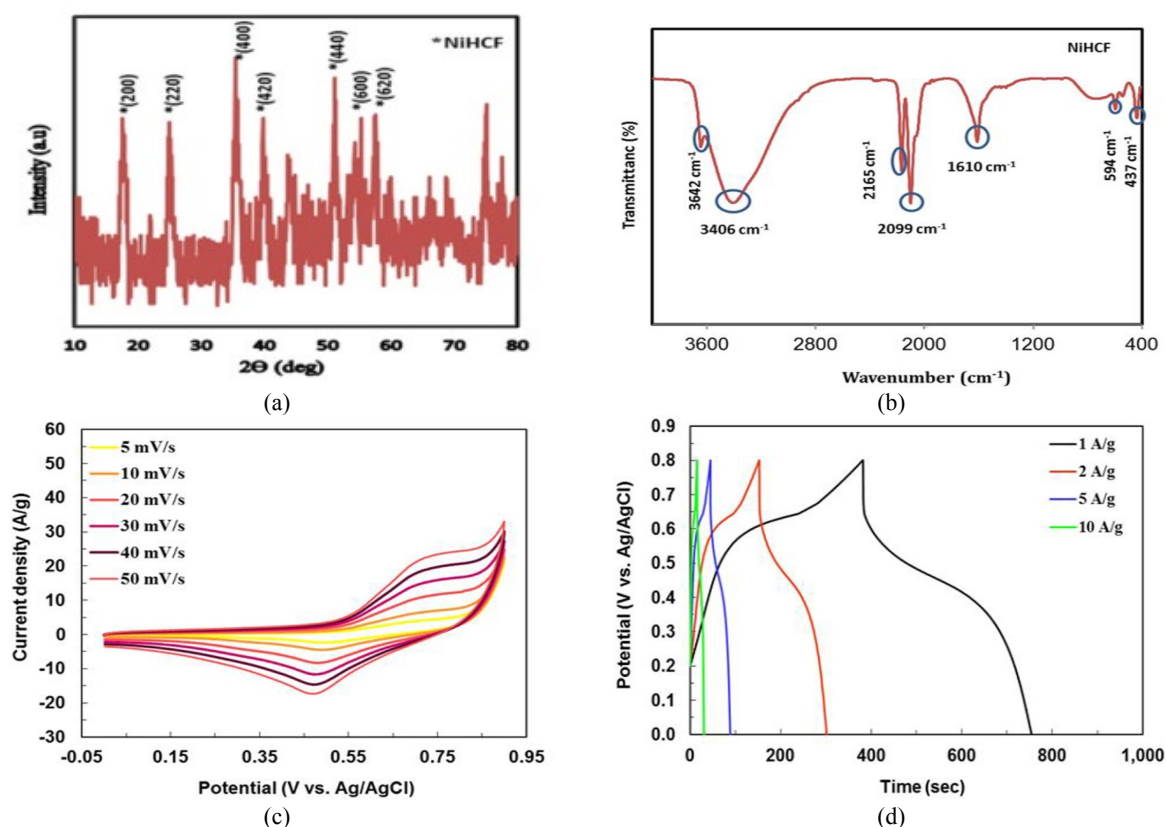 *NiHCF
*(200)
*(220)
*(400)
*(420)
*(440)
*(600)
*(620)
Intensity (a.u)
10 20 30 40 50 60 70 80
2Θ (deg)
(a)
NiHCF
Transmittanc (%)
3642 cm-1
3406 cm-1
2165 cm-1
2099 cm-1
1610 cm-1
594 cm-1
437 cm-1
3600 2800 2000 1200 400
Wavenumber (cm-1)
(b)
60
50
40
30
20
10
0
-10
-20
-30
Current density (A/g)
5 mV/s
10 mV/s
20 mV/s
30 mV/s
40 mV/s
50 mV/s
-0.05 0.15 0.35 0.55 0.75 0.95
Potential (V vs. Ag/AgCl)
(c)
0.9
0.8
0.7
0.6
0.5
0.4
0.3
0.2
0.1
0.0
Potential (V vs. Ag/AgCl)
1 A/g
2 A/g
5 A/g
10 A/g
0 200 400 600 800 1,000
Time (sec)
(d)